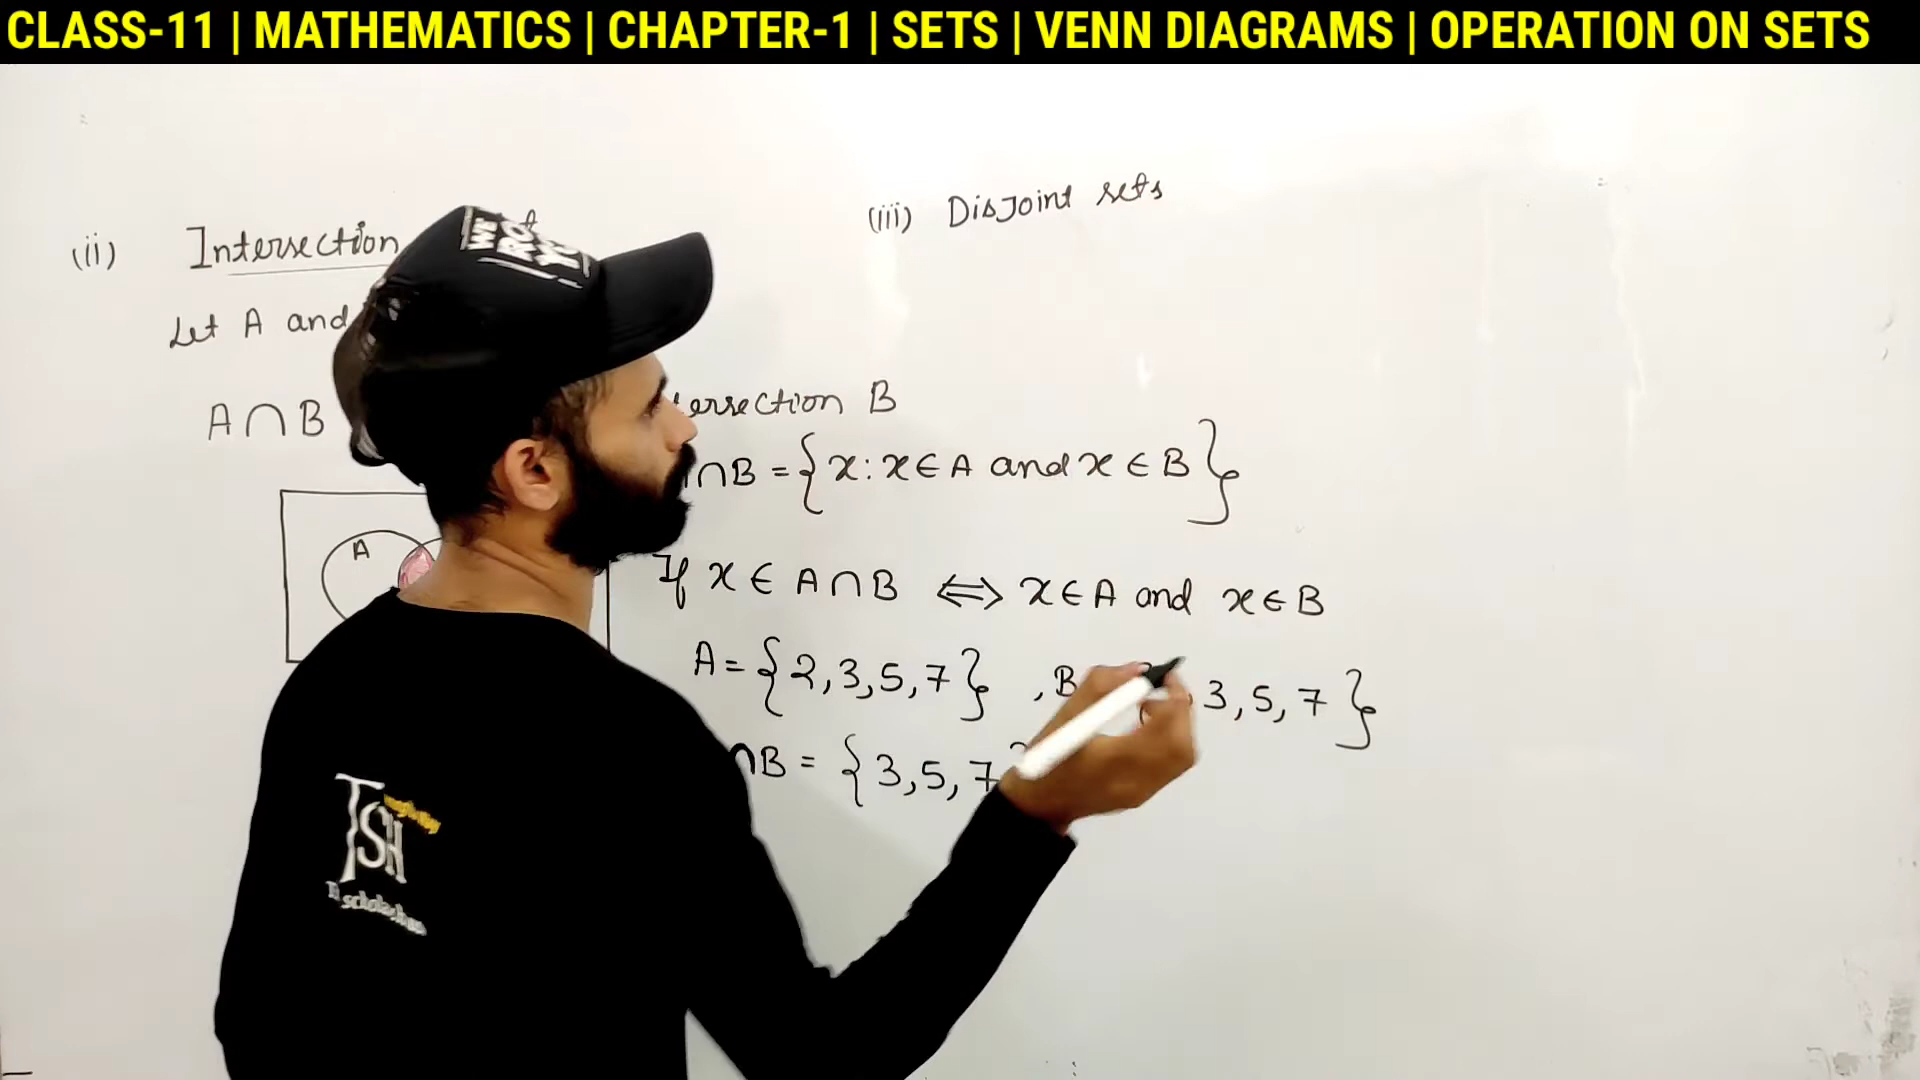 CLASS-11 | MATHEMATICS | CHAPTER-1 | SETS | VENN DIAGRAMS | OPERATION ON SETS
(ii) Intersection
Let A and
A∩B
B
∩B = {x : x ∈ A and x ∈ B}
A
If x ∈ A∩B ⇔ x ∈ A and x ∈ B
A = {2, 3, 5, 7} , B 3, 5, 7}
∩B = {3, 5, 7
(iii) Disjoint sets
WE
TSH